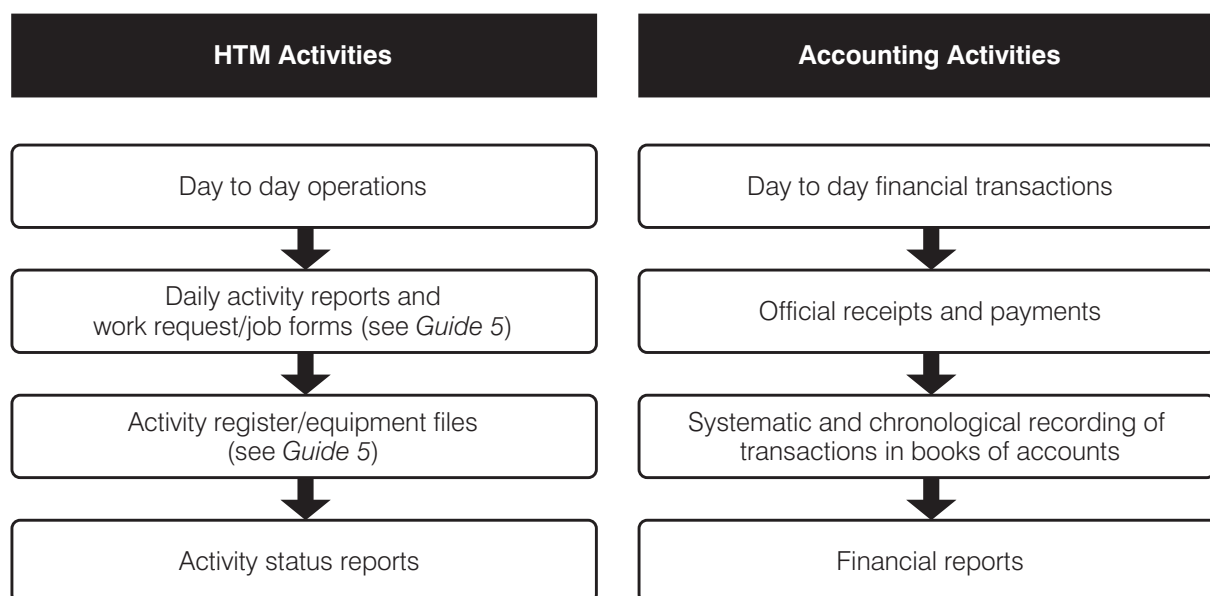 HTM Activities
Day to day operations
Daily activity reports and
work request/job forms (see Guide 5)
Activity register/equipment files
(see Guide 5)
Activity status reports
Accounting Activities
Day to day financial transactions
Official receipts and payments
Systematic and chronological recording of
transactions in books of accounts
Financial reports